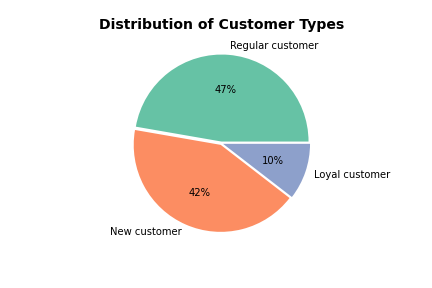 Distribution of Customer Types
Regular customer
47%
10%
Loyal customer
42%
New customer